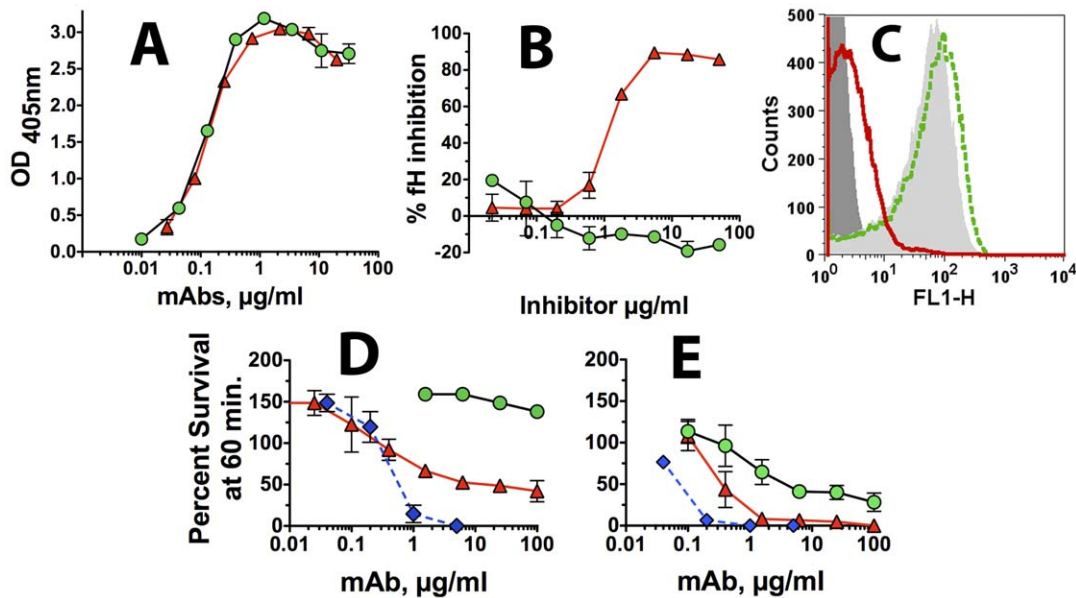 A
OD 405nm
3.0
2.5
2.0
1.5
1.0
0.5
0.0
0.01 0.1 1 10 100
mAbs, µg/ml
B
% fH inhibition
100
80
60
40
20
0
-20
0.1 1 10 100
Inhibitor µg/ml
C
Counts
500
400
300
200
100
0
10⁰ 10¹ 10² 10³ 10⁴
FL1-H
D
Percent Survival
at 60 min.
200
150
100
50
0
0.01 0.1 1 10 100
mAb, µg/ml
E
200
150
100
50
0
0.01 0.1 1 10 100
mAb, µg/ml